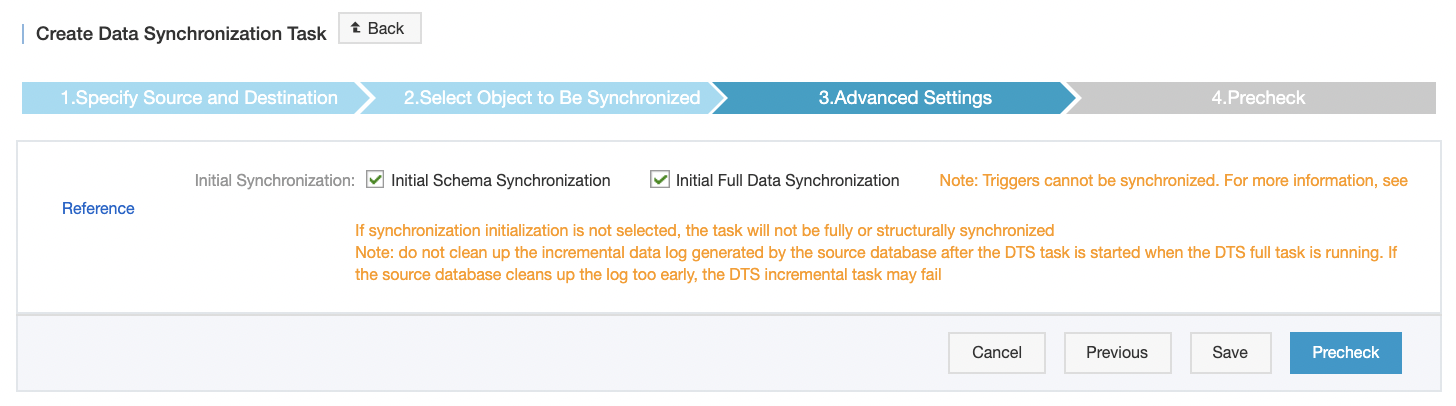 Create Data Synchronization Task Back
1.Specify Source and Destination 2.Select Object to Be Synchronized 3.Advanced Settings 4.Precheck
Initial Synchronization: Initial Schema Synchronization Initial Full Data Synchronization Note: Triggers cannot be synchronized. For more information, see
Reference
If synchronization initialization is not selected, the task will not be fully or structurally synchronized
Note: do not clean up the incremental data log generated by the source database after the DTS task is started when the DTS full task is running. If
the source database cleans up the log too early, the DTS incremental task may fail
Cancel Previous Save Precheck